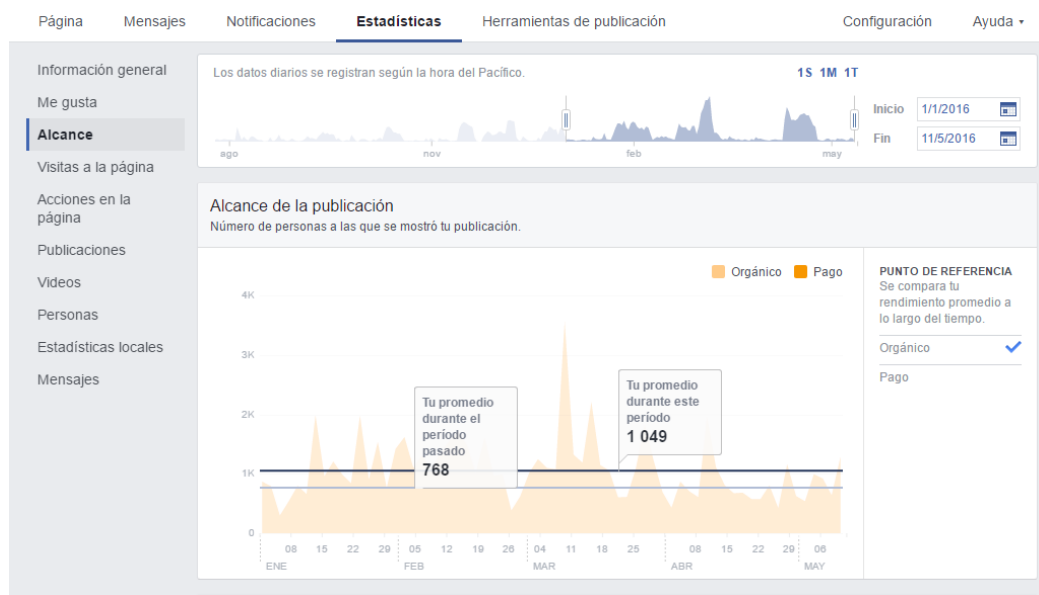 Página Mensajes Notificaciones Estadísticas Herramientas de publicación Configuración Ayuda
Información general
Me gusta
Alcance
Visitas a la página
Acciones en la
página
Publicaciones
Videos
Personas
Estadísticas locales
Mensajes
Los datos diarios se registran según la hora del Pacífico.
1S 1M 1T
Inicio 1/1/2016
Fin 11/5/2016
ago nov feb may
Alcance de la publicación
Número de personas a las que se mostró tu publicación.
Orgánico Pago
4K
3K
2K
1K
0
Tu promedio
durante el
período
pasado
768
Tu promedio
durante este
período
1 049
08 15 22 29 05 12 19 26 04 11 18 25 08 15 22 29 06
ENE FEB MAR ABR MAY
PUNTO DE REFERENCIA
Se compara tu
rendimiento promedio a
lo largo del tiempo.
Orgánico
Pago